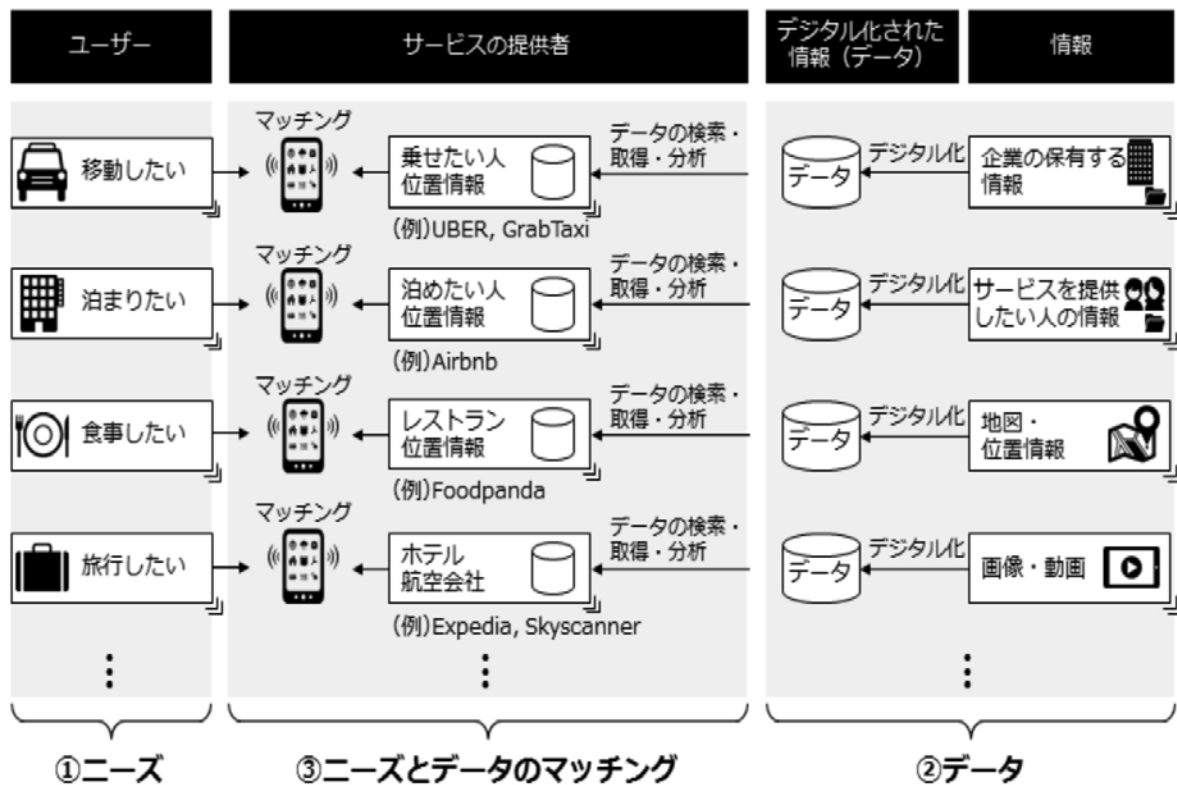 ユーザー
サービスの提供者
デジタル化された
情報（データ）
情報
移動したい
マッチング
乗せたい人
位置情報
(例)UBER, GrabTaxi
データの検索・
取得・分析
データ
デジタル化
企業の保有する
情報
泊まりたい
マッチング
泊めたい人
位置情報
(例)Airbnb
データの検索・
取得・分析
データ
デジタル化
サービスを提供
したい人の情報
食事したい
マッチング
レストラン
位置情報
(例)Foodpanda
データの検索・
取得・分析
データ
デジタル化
地図・
位置情報
旅行したい
マッチング
ホテル
航空会社
(例)Expedia, Skyscanner
データの検索・
取得・分析
データ
デジタル化
画像・動画
①ニーズ
③ニーズとデータのマッチング
②データ